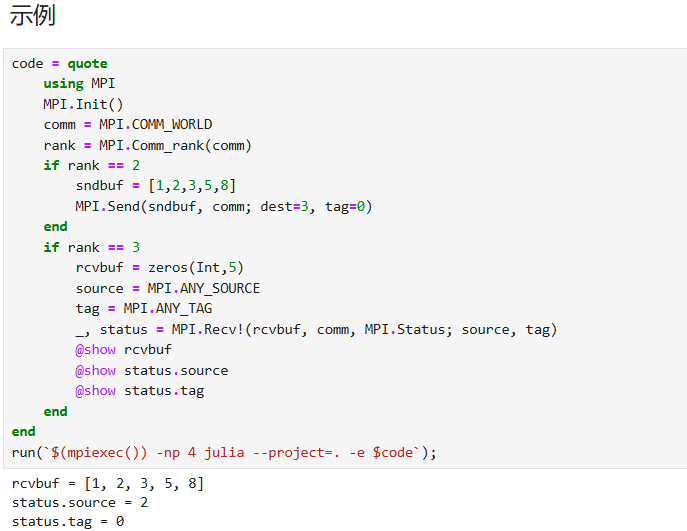 示例
code = quote
    using MPI
    MPI.Init()
    comm = MPI.COMM_WORLD
    rank = MPI.Comm_rank(comm)
    if rank == 2
        sndbuf = [1,2,3,5,8]
        MPI.Send(sndbuf, comm; dest=3, tag=0)
    end
    if rank == 3
        rcvbuf = zeros(Int,5)
        source = MPI.ANY_SOURCE
        tag = MPI.ANY_TAG
        _, status = MPI.Recv!(rcvbuf, comm, MPI.Status; source, tag)
        @show rcvbuf
        @show status.source
        @show status.tag
    end
end
run(`$(mpiexec()) -np 4 julia --project=. -e $code`);
rcvbuf = [1, 2, 3, 5, 8]
status.source = 2
status.tag = 0